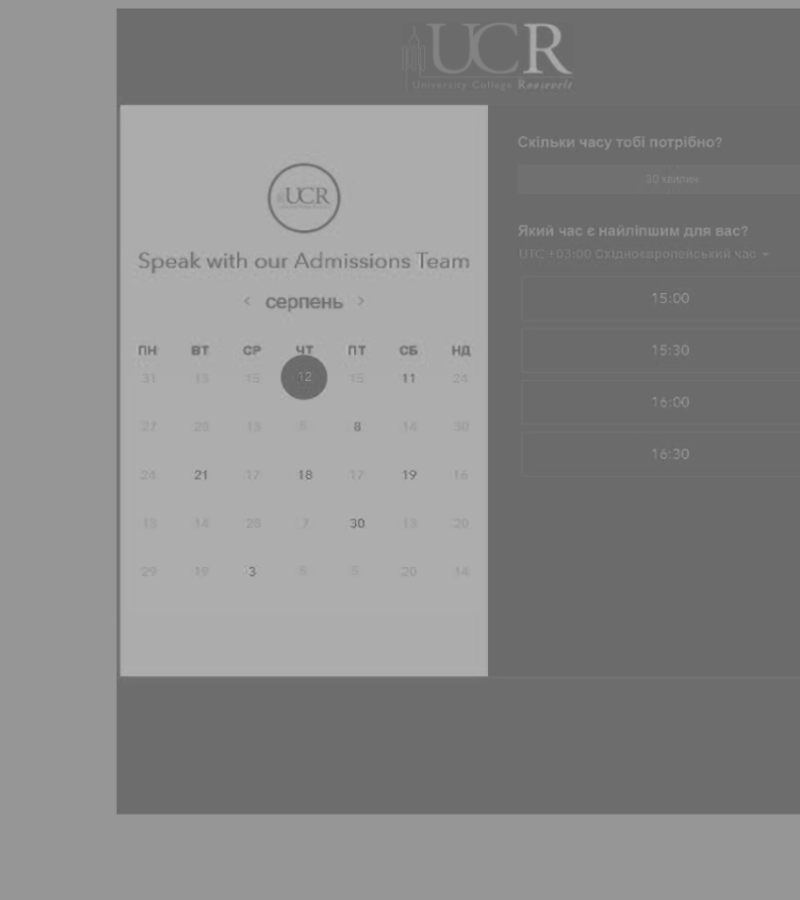 UCR
University College Roosevelt
UCR
Speak with our Admissions Team
< серпень >
ПН ВТ СР ЧТ ПТ СБ НД
31 13 15 12 15 11 24
27 28 13 5 8 14 30
24 21 17 18 17 19 16
13 14 28 7 30 13 20
29 19 3 5 5 20 14
Скільки часу тобі потрібно?
30 хвилин
Який час є найліпшим для вас?
UTC +03:00 Східноєвропейський час
15:00
15:30
16:00
16:30